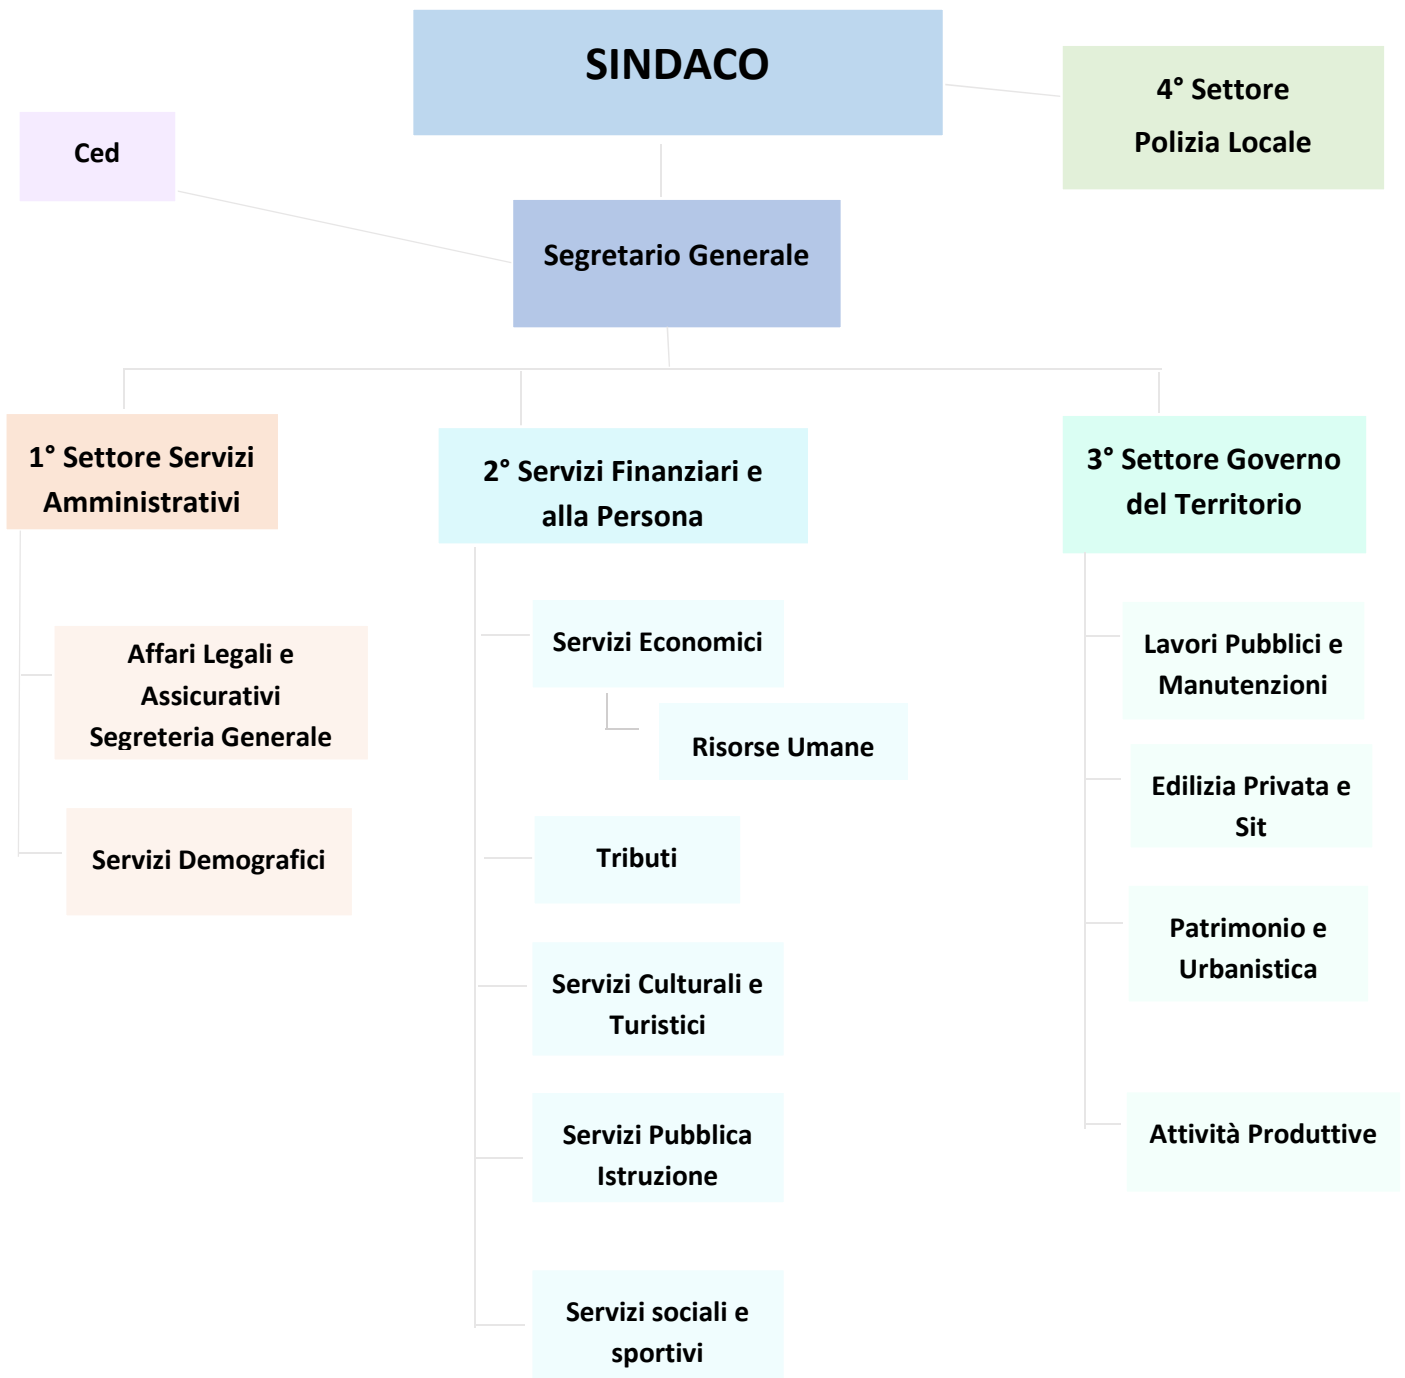 SINDACO
4° Settore
Polizia Locale
Ced
Segretario Generale
1° Settore Servizi
Amministrativi
2° Servizi Finanziari e
alla Persona
3° Settore Governo
del Territorio
Affari Legali e
Assicurativi
Segreteria Generale
Servizi Demografici
Servizi Economici
Risorse Umane
Tributi
Servizi Culturali e
Turistici
Servizi Pubblica
Istruzione
Servizi sociali e
sportivi
Lavori Pubblici e
Manutenzioni
Edilizia Privata e
Sit
Patrimonio e
Urbanistica
Attività Produttive